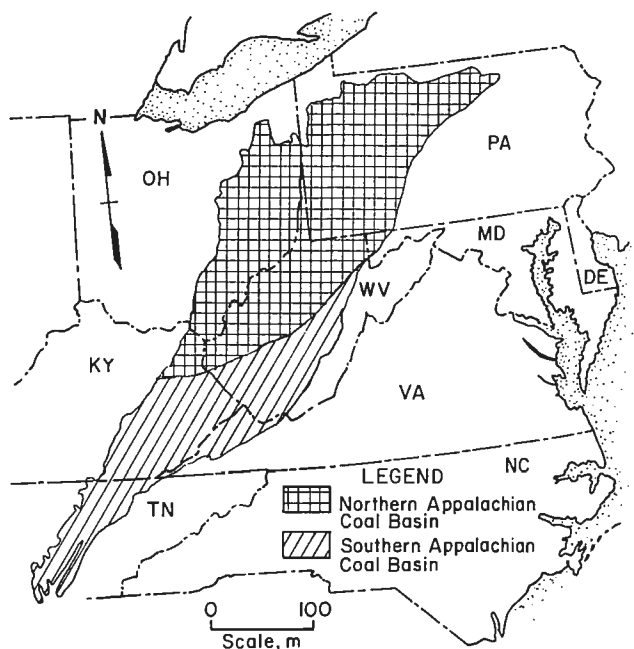 N
OH
PA
MD
DE
WV
KY
VA
NC
TN
LEGEND
Northern Appalachian
Coal Basin
Southern Appalachian
Coal Basin
0 100
Scale, m